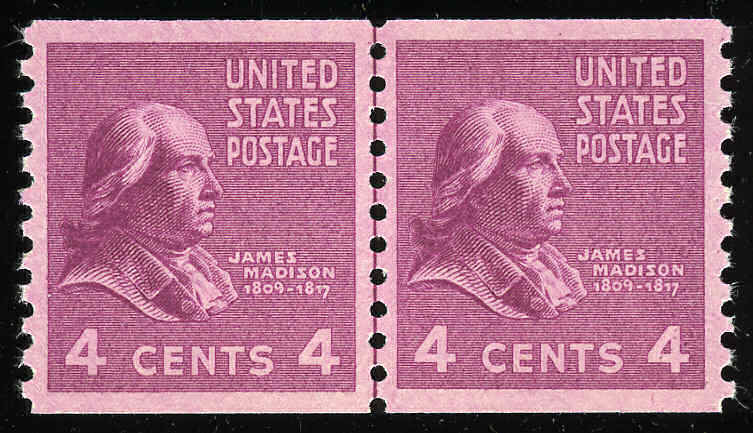 UNITED
STATES
POSTAGE
JAMES
MADISON
1809-1817
4 CENTS 4
UNITED
STATES
POSTAGE
JAMES
MADISON
1809-1817
4 CENTS 4